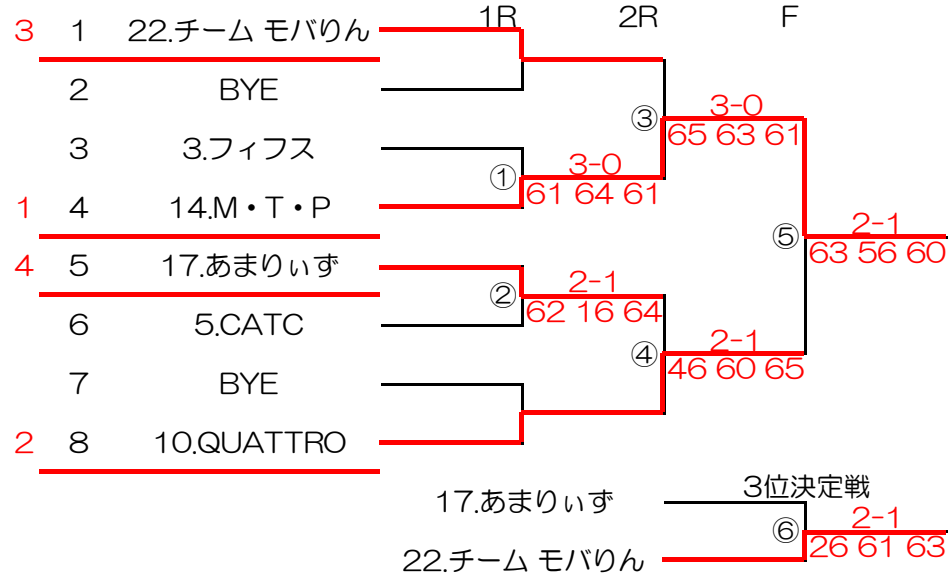 1R 2R F
3 1 22.チーム モバりん
2 BYE
③ 3-0
65 63 61
3 3.フィフス
① 3-0
61 64 61
1 4 14.M・T・P
⑤ 2-1
63 56 60
4 5 17.あまりぃず
② 2-1
62 16 64
6 5.CATC
④ 2-1
46 60 65
7 BYE
2 8 10.QUATTRO
3位決定戦
17.あまりぃず
⑥ 2-1
26 61 63
22.チーム モバりん